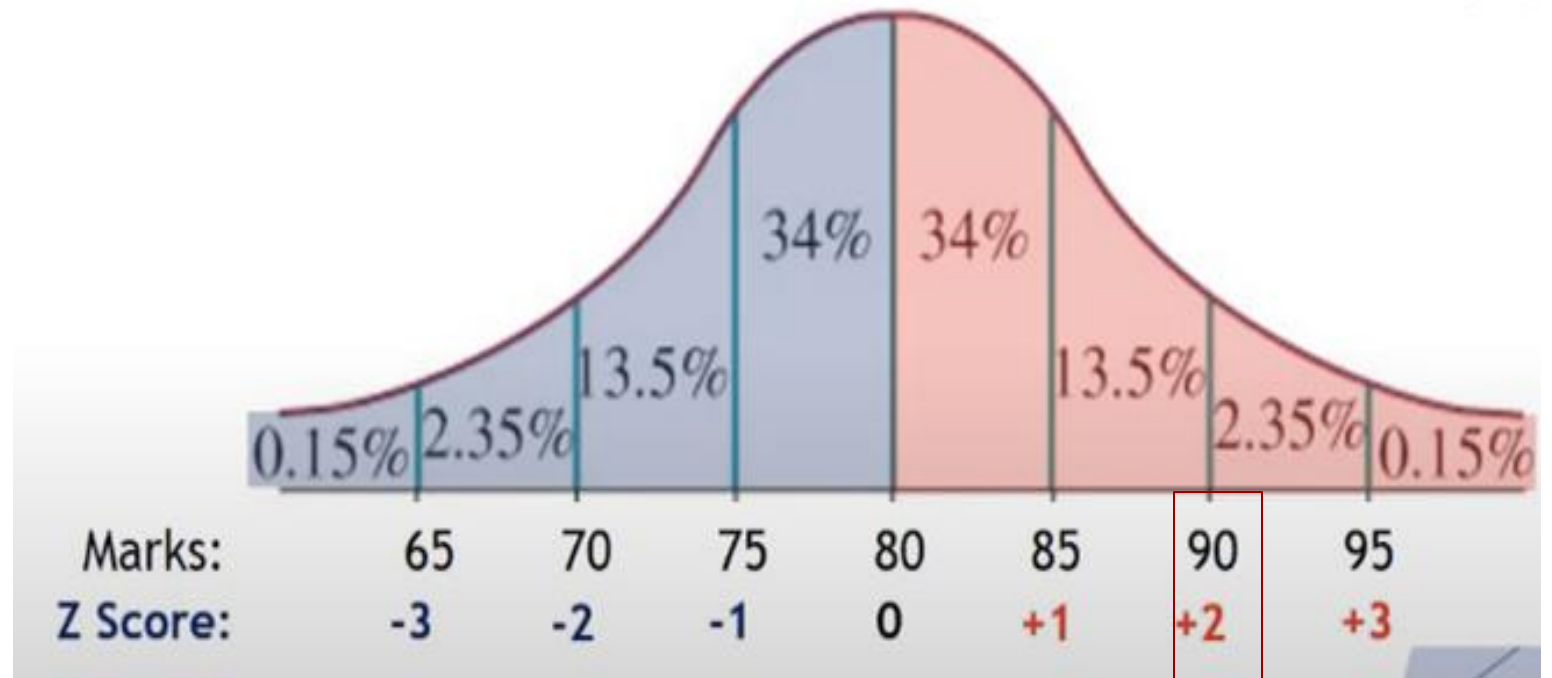 34% 34%
13.5% 13.5%
0.15% 2.35% 2.35% 0.15%
Marks: 65 70 75 80 85 90 95
Z Score: -3 -2 -1 0 +1 +2 +3